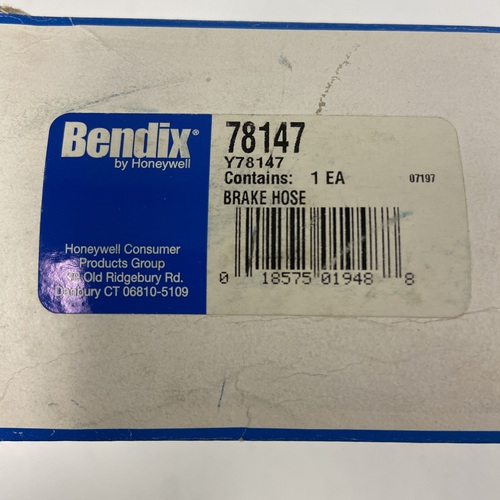 Bendix®
by Honeywell
Honeywell Consumer
Products Group
Old Ridgebury Rd.
Danbury CT 06810-5109
78147
Y78147
Contains: 1 EA 07197
BRAKE HOSE
0 18575 01948 8